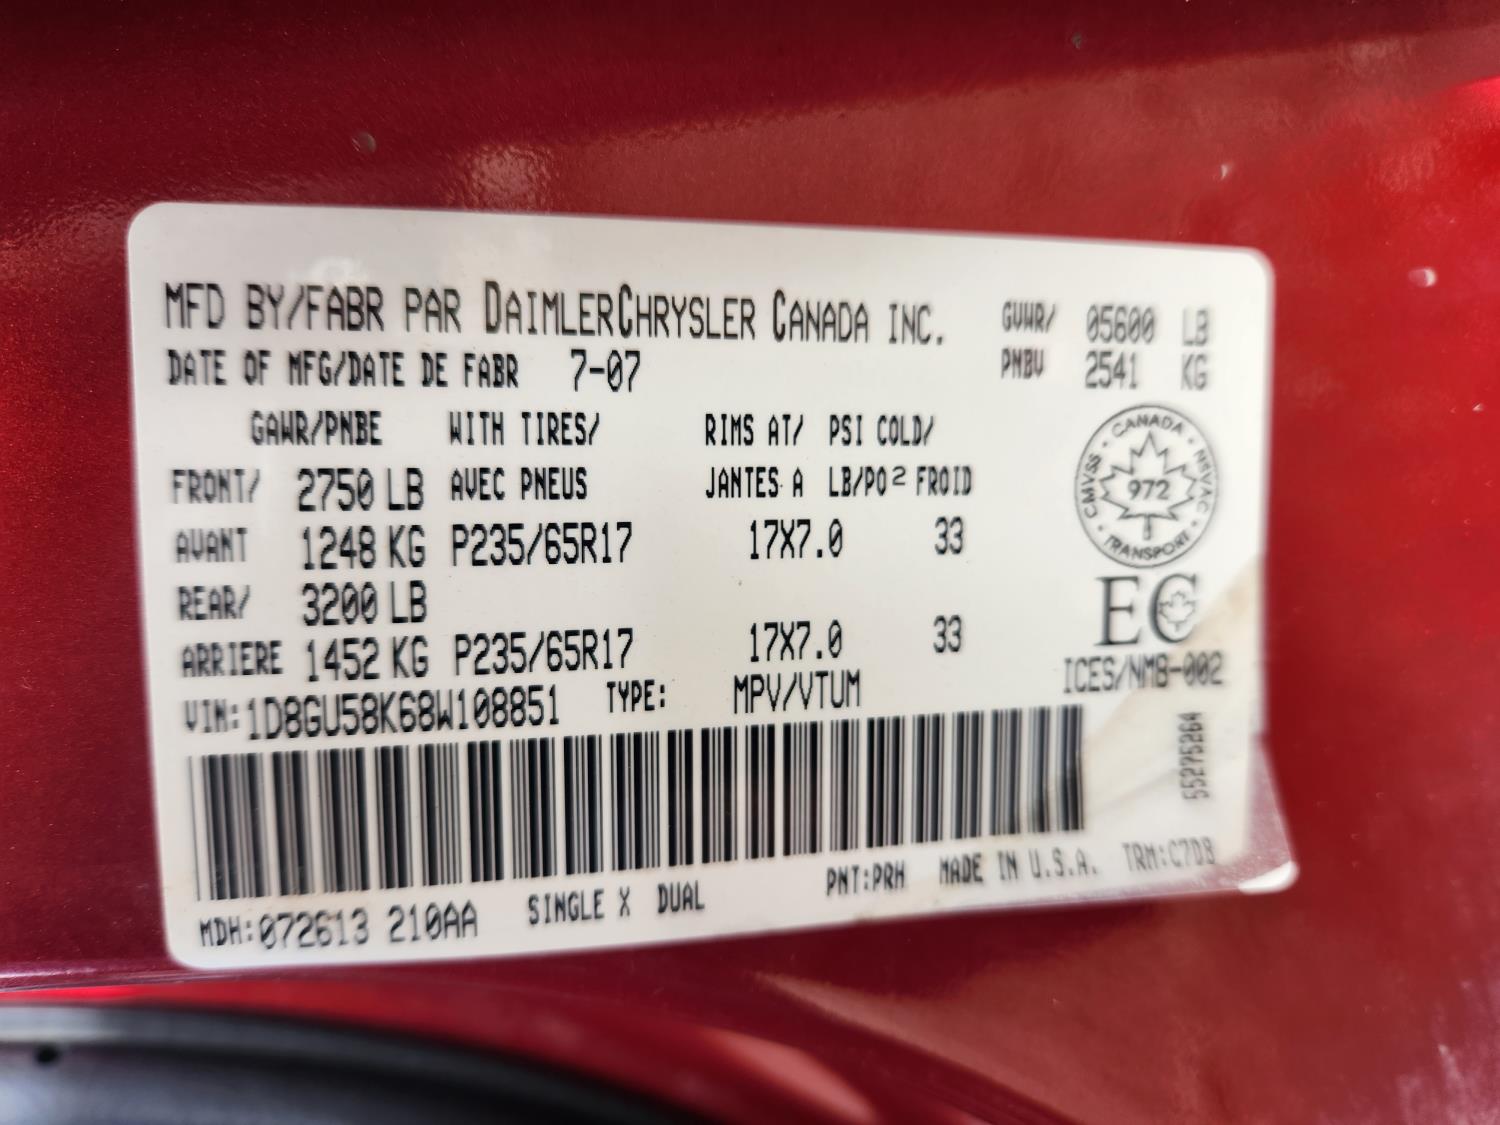 MFD BY/FABR PAR DAIMLERCHRYSLER CANADA INC. GVWR/ 05600 LB
DATE OF MFG/DATE DE FABR 7-07 PNBV 2541 KG
GAWR/PNBE WITH TIRES/ RIMS AT/ PSI COLD/
FRONT/ 2750 LB AVEC PNEUS JANTES A LB/PO² FROID
AVANT 1248 KG P235/65R17 17X7.0 33
REAR/ 3200 LB
ARRIERE 1452 KG P235/65R17 17X7.0 33
VIN:1D8GU58K68W108851 TYPE: MPV/VTUM
CANADA
CMVSS 972 NSVAC
TRANSPORT
EC
ICES/NMB-002
55275264
MDH:072613 210AA SINGLE X DUAL PNT:PRH MADE IN U.S.A. TRM:C7D8